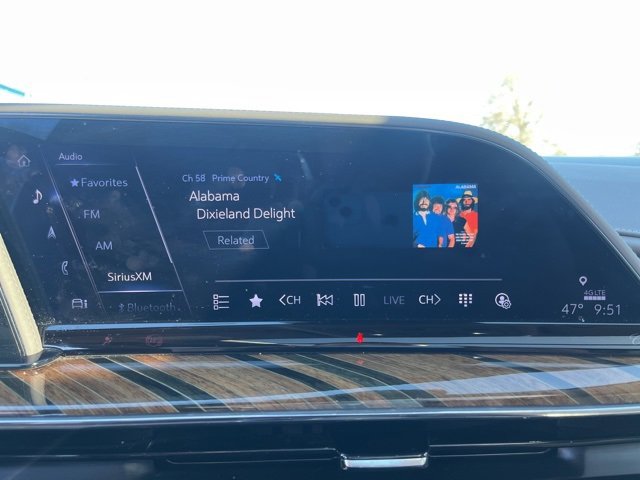 Audio
Favorites
FM
AM
SiriusXM
Bluetooth
Ch 58 Prime Country
Alabama
Dixieland Delight
Related
ALABAMA
CH
LIVE
CH
4G LTE
47° 9:51